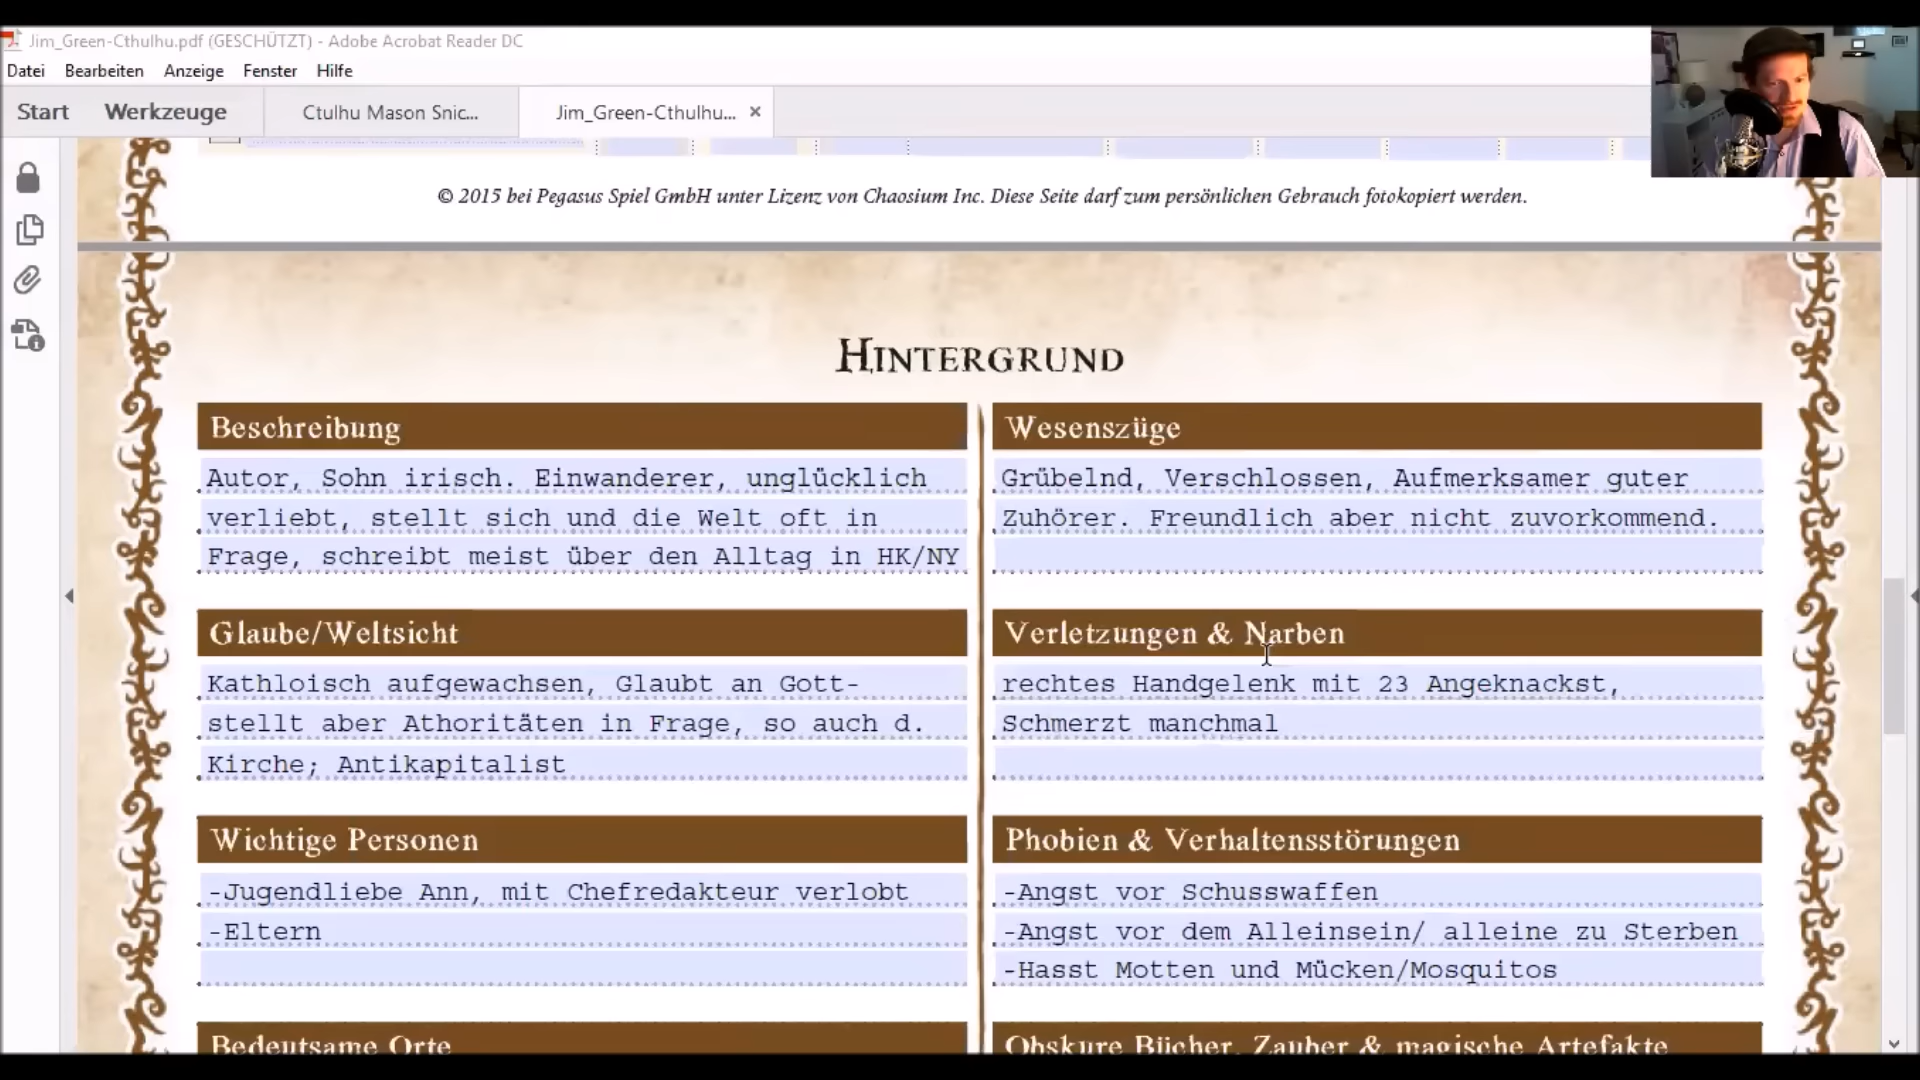 Jim_Green-Cthulhu.pdf (GESCHÜTZT) - Adobe Acrobat Reader DC
Datei Bearbeiten Anzeige Fenster Hilfe
Start Werkzeuge Ctulhu Mason Snic... Jim_Green-Cthulhu...
© 2015 bei Pegasus Spiel GmbH unter Lizenz von Chaosium Inc. Diese Seite darf zum persönlichen Gebrauch fotokopiert werden.
HINTERGRUND
Beschreibung
Autor, Sohn irisch. Einwanderer, unglücklich
verliebt, stellt sich und die Welt oft in
Frage, schreibt meist über den Alltag in HK/NY
Wesenszüge
Grübelnd, Verschlossen, Aufmerksamer guter
Zuhörer. Freundlich aber nicht zuvorkommend.
Glaube/Weltsicht
Kathloisch aufgewachsen, Glaubt an Gott-
stellt aber Athoritäten in Frage, so auch d.
Kirche; Antikapitalist
Verletzungen & Narben
rechtes Handgelenk mit 23 Angeknackst,
Schmerzt manchmal
Wichtige Personen
-Jugendliebe Ann, mit Chefredakteur verlobt
-Eltern
Phobien & Verhaltensstörungen
-Angst vor Schusswaffen
-Angst vor dem Alleinsein/ alleine zu Sterben
-Hasst Motten und Mücken/Mosquitos
Bedeutsame Orte
Obskure Bücher, Zauber & magische Artefakte